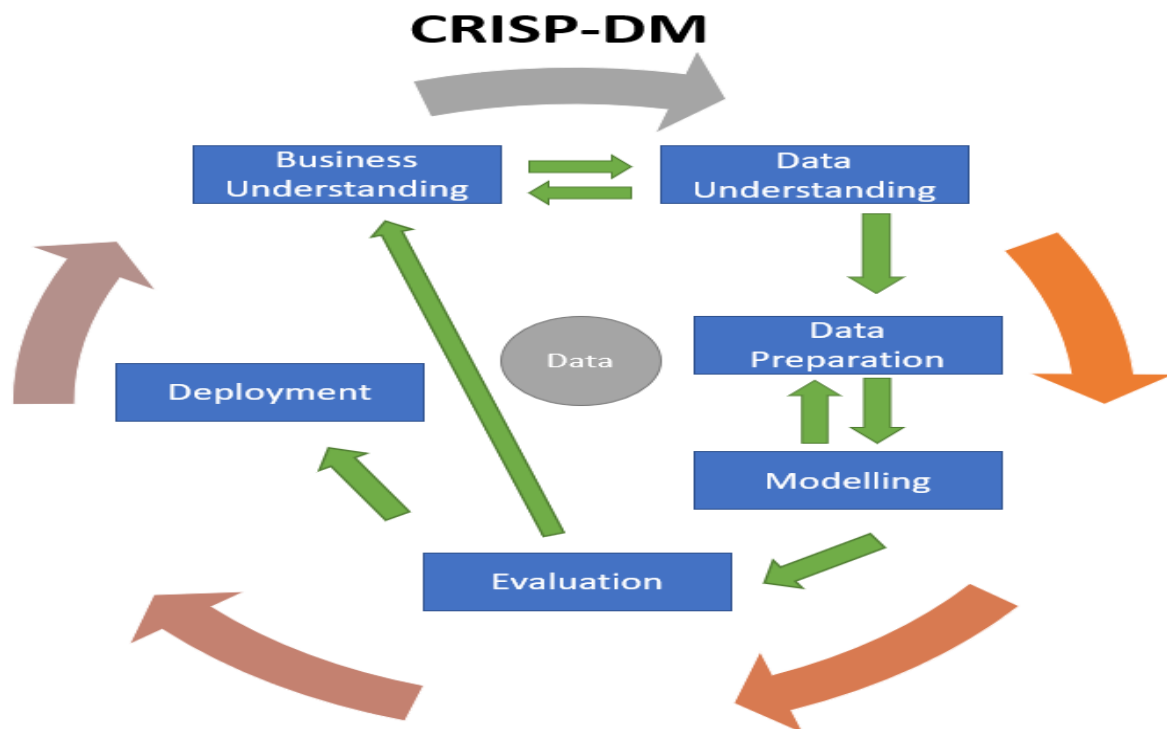 CRISP-DM
Business
Understanding
Data
Understanding
Data
Data
Preparation
Deployment
Modelling
Evaluation